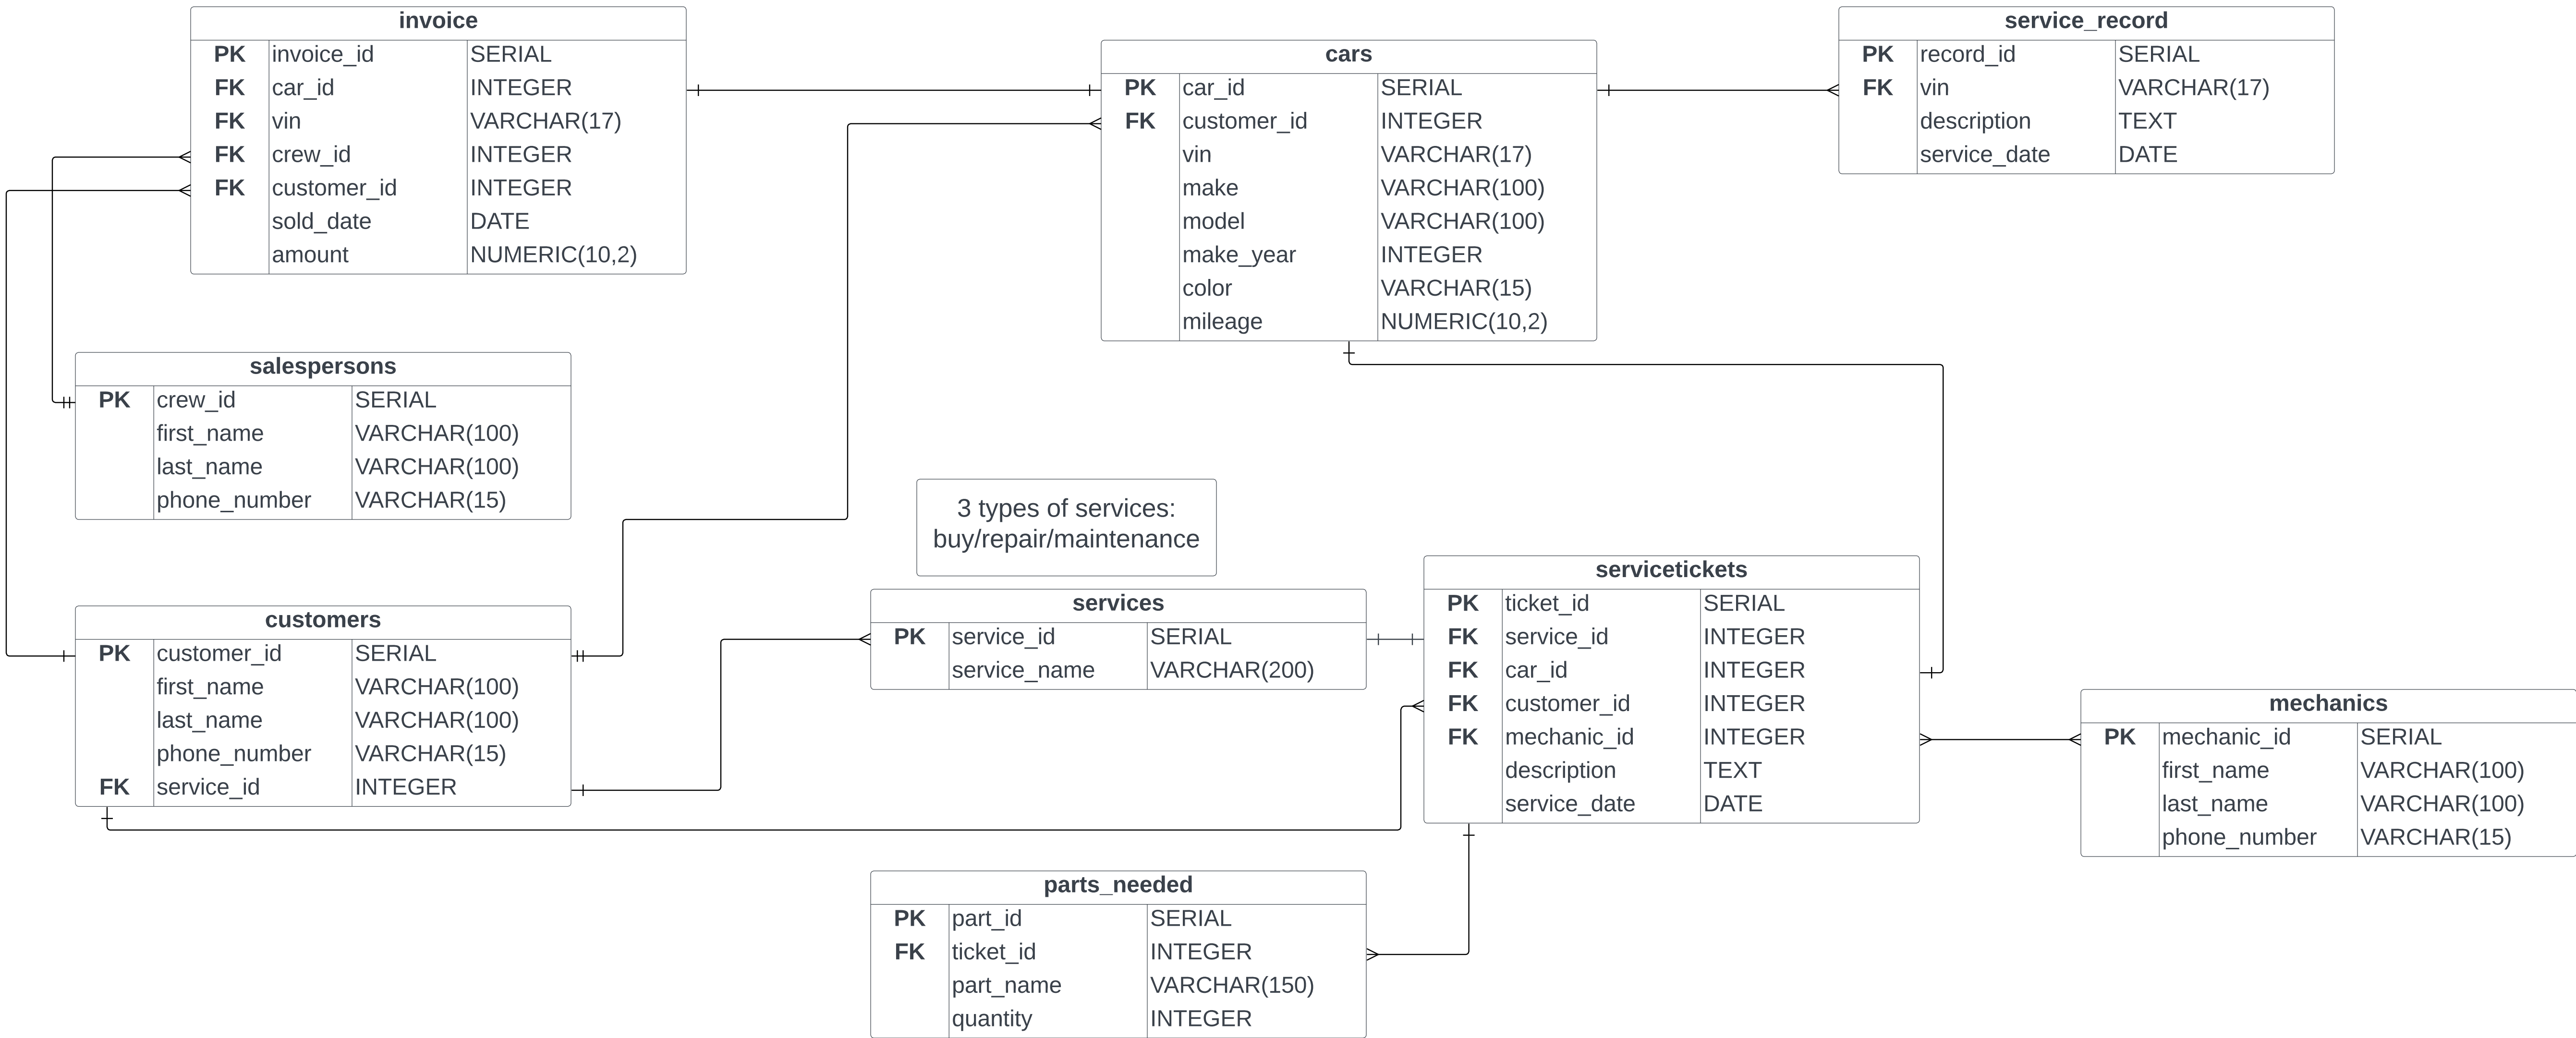 invoice
PK invoice_id SERIAL
FK car_id INTEGER
FK vin VARCHAR(17)
FK crew_id INTEGER
FK customer_id INTEGER
sold_date DATE
amount NUMERIC(10,2)
cars
PK car_id SERIAL
FK customer_id INTEGER
vin VARCHAR(17)
make VARCHAR(100)
model VARCHAR(100)
make_year INTEGER
color VARCHAR(15)
mileage NUMERIC(10,2)
service_record
PK record_id SERIAL
FK vin VARCHAR(17)
description TEXT
service_date DATE
salespersons
PK crew_id SERIAL
first_name VARCHAR(100)
last_name VARCHAR(100)
phone_number VARCHAR(15)
3 types of services:
buy/repair/maintenance
customers
PK customer_id SERIAL
first_name VARCHAR(100)
last_name VARCHAR(100)
phone_number VARCHAR(15)
FK service_id INTEGER
services
PK service_id SERIAL
service_name VARCHAR(200)
servicetickets
PK ticket_id SERIAL
FK service_id INTEGER
FK car_id INTEGER
FK customer_id INTEGER
FK mechanic_id INTEGER
description TEXT
service_date DATE
mechanics
PK mechanic_id SERIAL
first_name VARCHAR(100)
last_name VARCHAR(100)
phone_number VARCHAR(15)
parts_needed
PK part_id SERIAL
FK ticket_id INTEGER
part_name VARCHAR(150)
quantity INTEGER